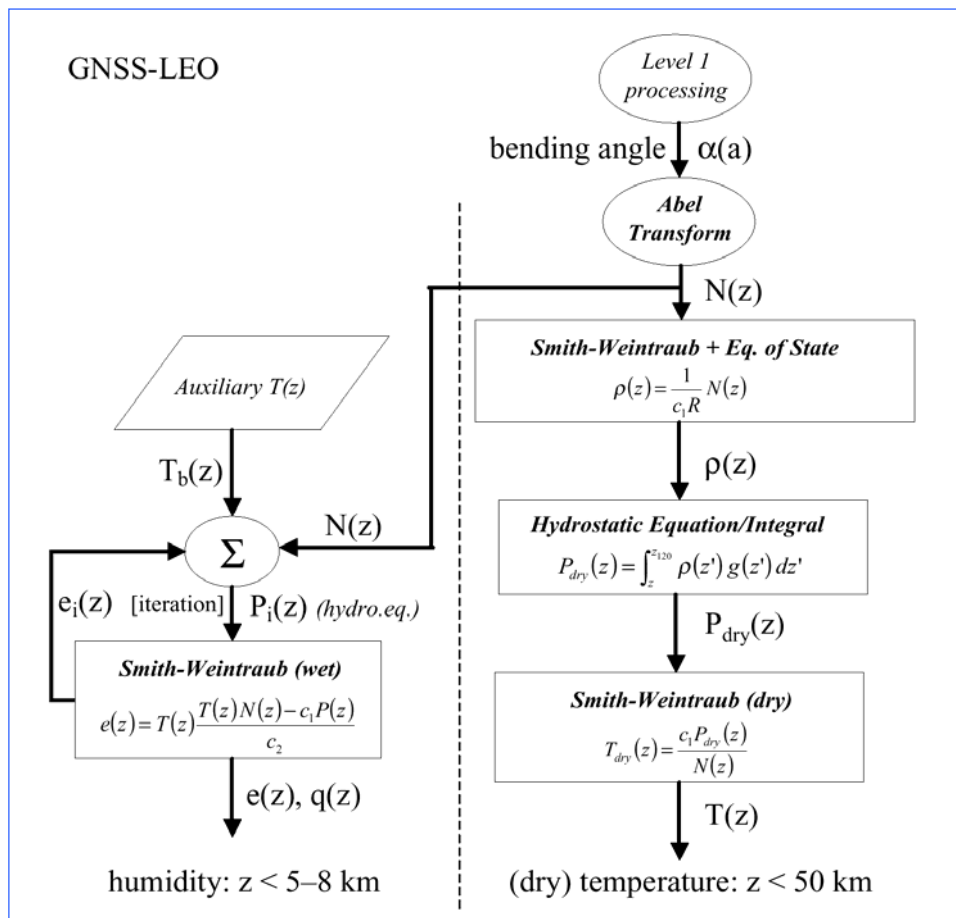 GNSS-LEO
Level 1
processing
bending angle α(a)
Abel
Transform
N(z)
Smith-Weintraub + Eq. of State
ρ(z) = 1/(c₁R) N(z)
ρ(z)
Hydrostatic Equation/Integral
P_dry(z) = ∫_z^z₁₂₀ ρ(z') g(z') dz'
P_dry(z)
Smith-Weintraub (dry)
T_dry(z) = c₁P_dry(z)/N(z)
T(z)
(dry) temperature: z < 50 km
Auxiliary T(z)
T_b(z)
N(z)
Σ
e_i(z) [iteration] P_i(z) (hydro.eq.)
Smith-Weintraub (wet)
e(z) = T(z) (T(z)N(z) − c₁P(z))/c₂
e(z), q(z)
humidity: z < 5–8 km